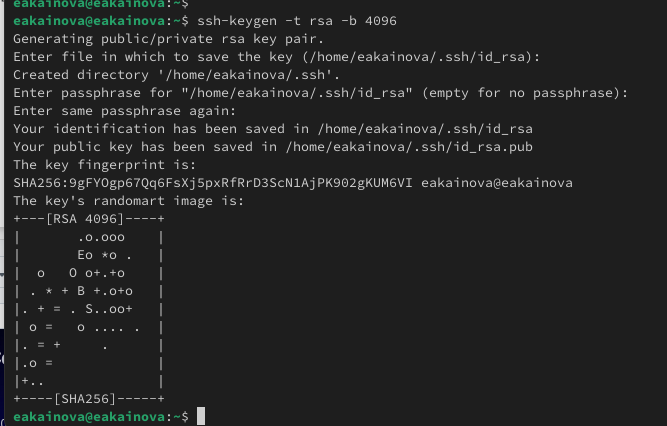 eakainova@eakainova:~$
eakainova@eakainova:~$ ssh-keygen -t rsa -b 4096
Generating public/private rsa key pair.
Enter file in which to save the key (/home/eakainova/.ssh/id_rsa):
Created directory '/home/eakainova/.ssh'.
Enter passphrase for "/home/eakainova/.ssh/id_rsa" (empty for no passphrase):
Enter same passphrase again:
Your identification has been saved in /home/eakainova/.ssh/id_rsa
Your public key has been saved in /home/eakainova/.ssh/id_rsa.pub
The key fingerprint is:
SHA256:9gFYOgp67Qq6FsXj5pxRfRrD3ScN1AjPK902gKUM6VI eakainova@eakainova
The key's randomart image is:
+---[RSA 4096]----+
|       .o.ooo    |
|       Eo *o .   |
|  o   O o+.+o    |
| . * + B +.o+o   |
|. + = . S..oo+   |
| o =   o .... .  |
|. = +     .      |
|.o =             |
|+..              |
+----[SHA256]-----+
eakainova@eakainova:~$